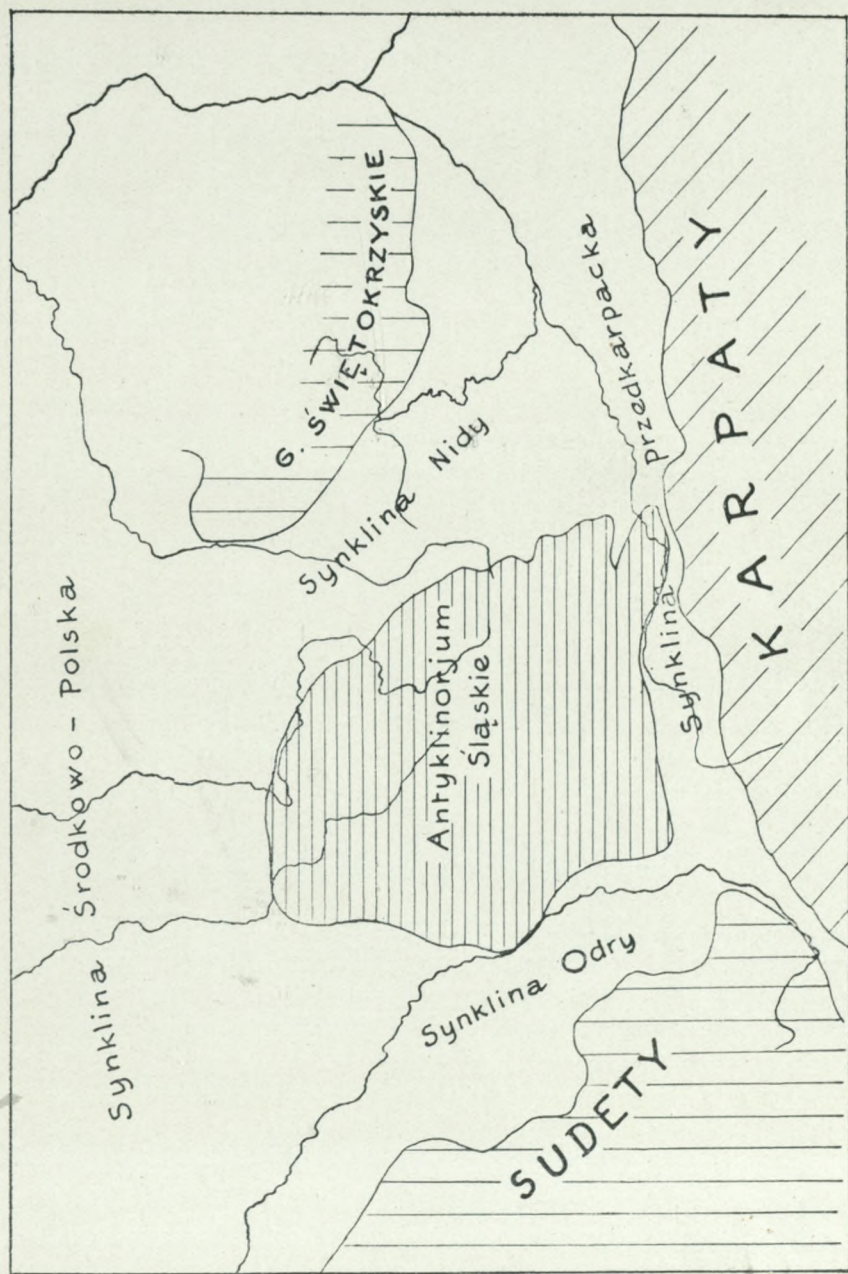 Synklina Środkowo - Polska
G. ŚWIĘTOKRZYSKIE
Synklina Nidy
Antyklinorjum
Śląskie
Synklina Odry
Synklina przedkarpacka
SUDETY
KARPATY